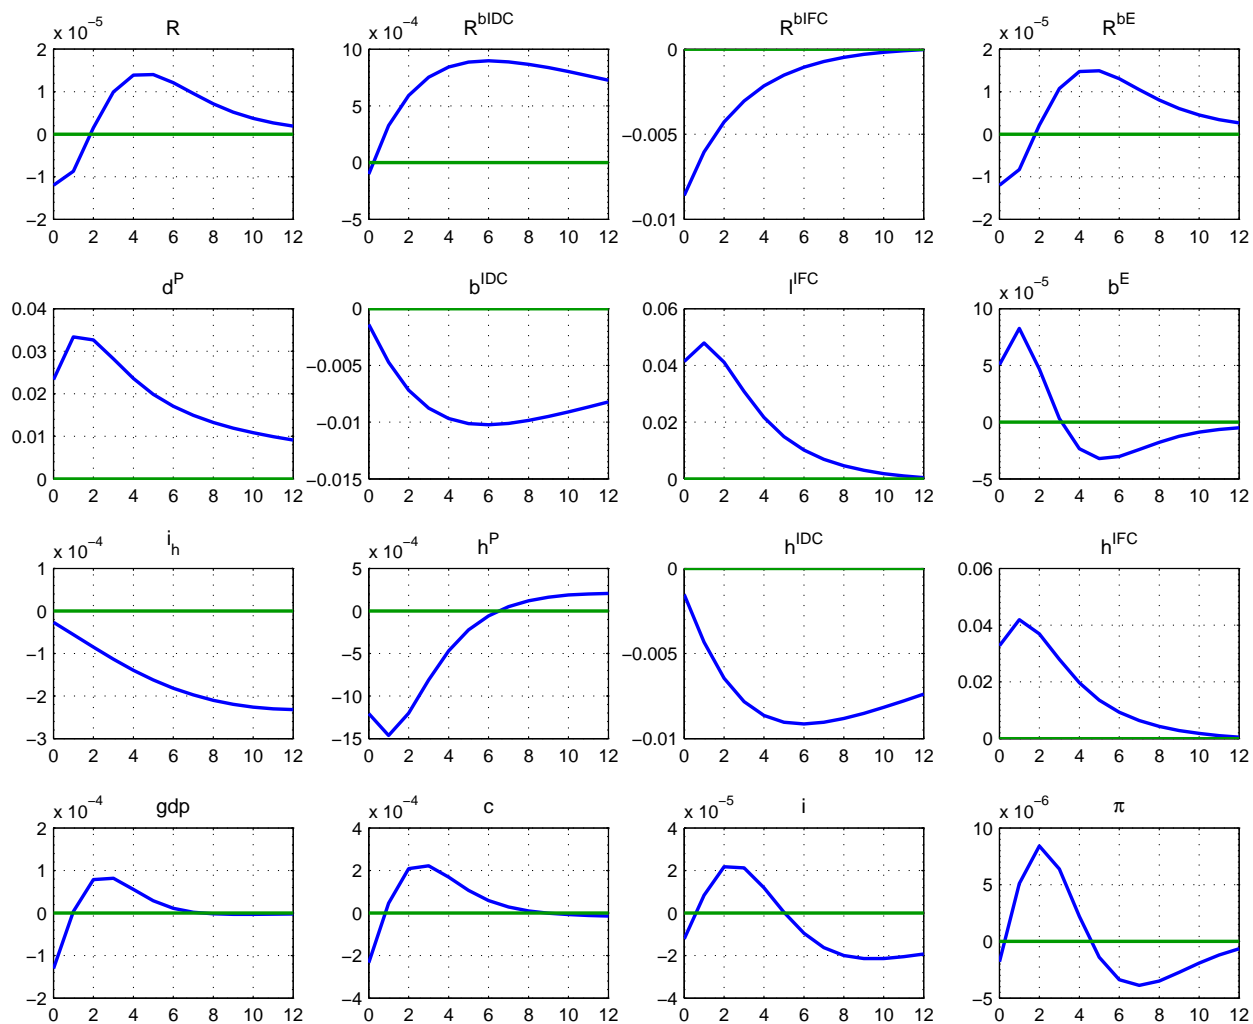 x 10⁻⁵ R x 10⁻⁴ R^bIDC R^bIFC x 10⁻⁵ R^bE
2 10 0 2
1 5 1
0 −0.005 0
−1 0 −1
−2 −5 −0.01 −2
0 2 4 6 8 10 12 0 2 4 6 8 10 12 0 2 4 6 8 10 12 0 2 4 6 8 10 12
d^P b^IDC l^IFC x 10⁻⁵ b^E
0.04 0 0.06 10
0.03 −0.005 0.04 5
0.02 −0.01 0.02 0
0.01
0 −0.015 0 −5
0 2 4 6 8 10 12 0 2 4 6 8 10 12 0 2 4 6 8 10 12 0 2 4 6 8 10 12
x 10⁻⁴ i_h x 10⁻⁴ h^P h^IDC h^IFC
1 5 0 0.06
0 0 0.04
−1 −5 −0.005
−2 −10 0.02
−3 −15 −0.01 0
0 2 4 6 8 10 12 0 2 4 6 8 10 12 0 2 4 6 8 10 12 0 2 4 6 8 10 12
x 10⁻⁴ gdp x 10⁻⁴ c x 10⁻⁵ i x 10⁻⁶ π
2 4 4 10
1 2 2 5
0 0 0
−1 −2 −2 0
−2 −4 −4 −5
0 2 4 6 8 10 12 0 2 4 6 8 10 12 0 2 4 6 8 10 12 0 2 4 6 8 10 12